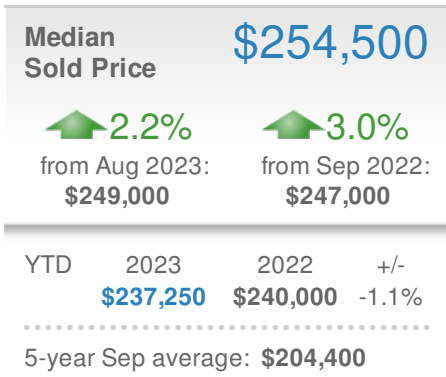 Median $254,500
Sold Price
2.2% 3.0%
from Aug 2023: from Sep 2022:
$249,000 $247,000
YTD 2023 2022 +/-
$237,250 $240,000 -1.1%
5-year Sep average: $204,400